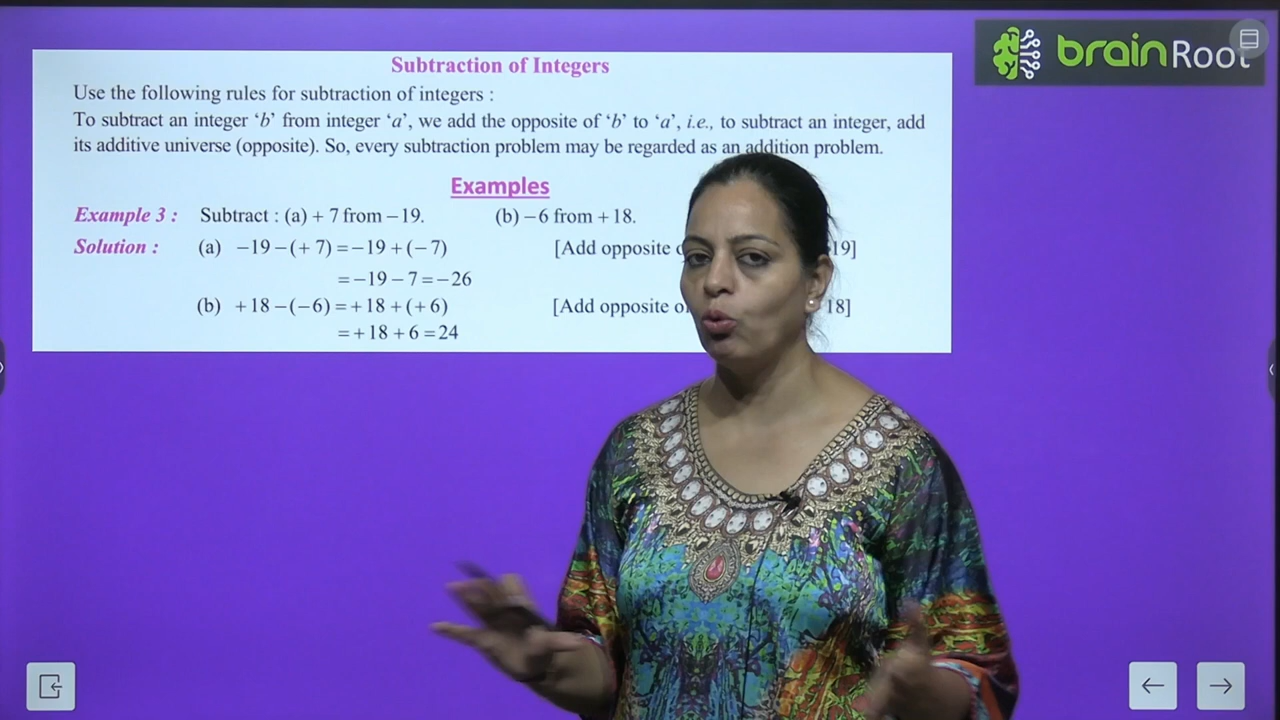 brainRoot
Subtraction of Integers
Use the following rules for subtraction of integers :
To subtract an integer ‘b’ from integer ‘a’, we add the opposite of ‘b’ to ‘a’, i.e., to subtract an integer, add
its additive universe (opposite). So, every subtraction problem may be regarded as an addition problem.
Examples
Example 3 : Subtract : (a) + 7 from −19. (b) −6 from +18.
Solution : (a) −19 −(+ 7) = −19 + (− 7) [Add opposite 19]
= −19 − 7 = −26
(b) +18 −(−6) = +18 + (+ 6) [Add opposite 18]
= +18 + 6 = 24